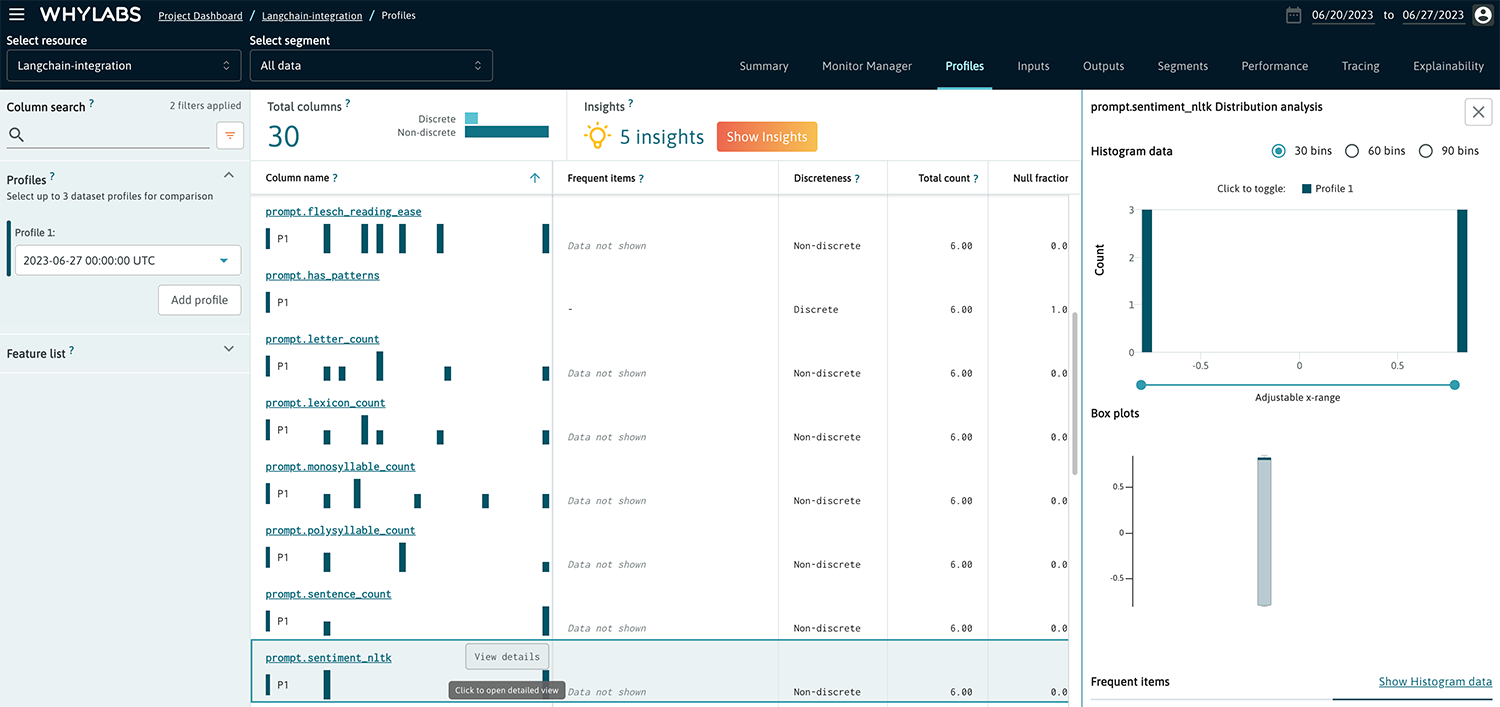 WHYLABS Project Dashboard / Langchain-integration / Profiles 06/20/2023 to 06/27/2023
Select resource Select segment
Langchain-integration All data Summary Monitor Manager Profiles Inputs Outputs Segments Performance Tracing Explainability
Column search ? 2 filters applied
Profiles ?
Select up to 3 dataset profiles for comparison
Profile 1:
2023-06-27 00:00:00 UTC
Add profile
Feature list ?
Total columns ?
30
Discrete
Non-discrete
Insights ?
5 insights Show Insights
Column name ? Frequent items ? Discreteness ? Total count ? Null fraction
prompt.flesch_reading_ease
P1 Data not shown Non-discrete 6.00 0.0
prompt.has_patterns
P1 - Discrete 6.00 1.0
prompt.letter_count
P1 Data not shown Non-discrete 6.00 0.0
prompt.lexicon_count
P1 Data not shown Non-discrete 6.00 0.0
prompt.monosyllable_count
P1 Data not shown Non-discrete 6.00 0.0
prompt.polysyllable_count
P1 Data not shown Non-discrete 6.00 0.0
prompt.sentence_count
P1 Data not shown Non-discrete 6.00 0.0
prompt.sentiment_nltk View details
P1 Click to open detailed view Data not shown Non-discrete 6.00 0.0
prompt.sentiment_nltk Distribution analysis
Histogram data 30 bins 60 bins 90 bins
Click to toggle: Profile 1
Count
3
2
1
0
-0.5 0 0.5
Adjustable x-range
Box plots
0.5
0
-0.5
Frequent items Show Histogram data